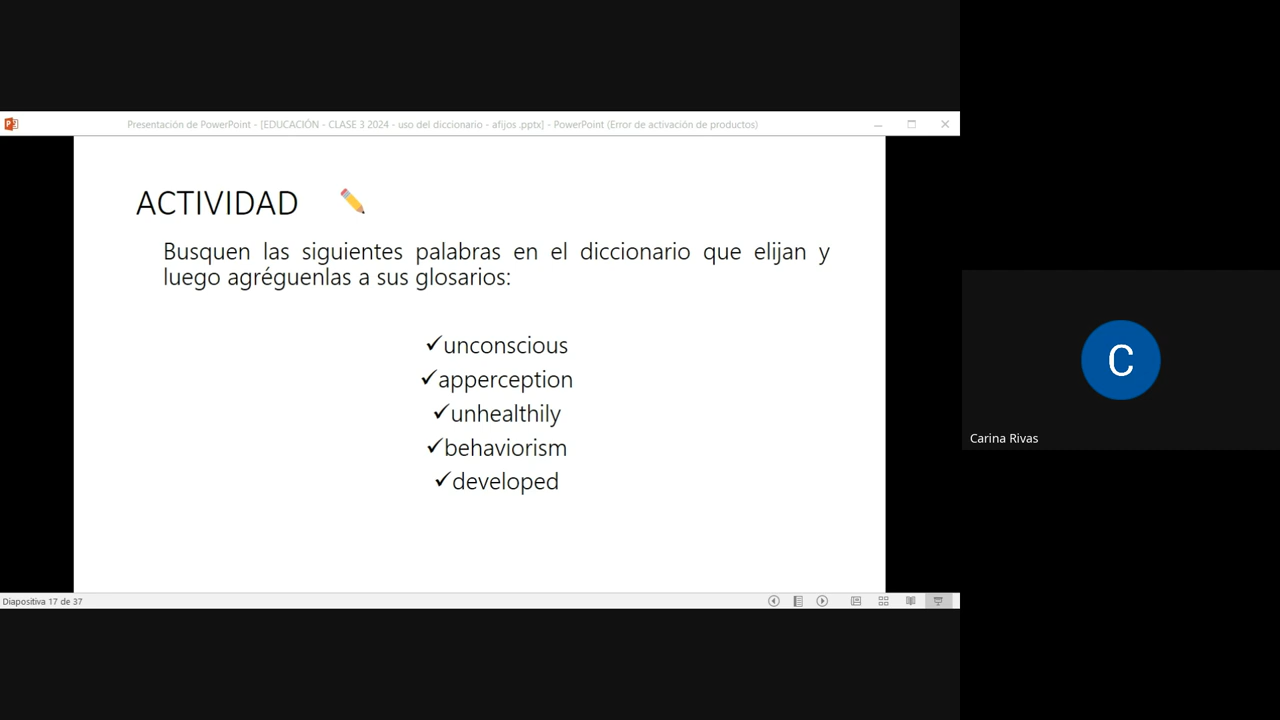 Presentación de PowerPoint - [EDUCACIÓN - CLASE 3 2024 - uso del diccionario - afijos .pptx] - PowerPoint (Error de activación de productos)
ACTIVIDAD
Busquen las siguientes palabras en el diccionario que elijan y
luego agréguenlas a sus glosarios:
✓unconscious
✓apperception
✓unhealthily
✓behaviorism
✓developed
C
Carina Rivas
Diapositiva 17 de 37